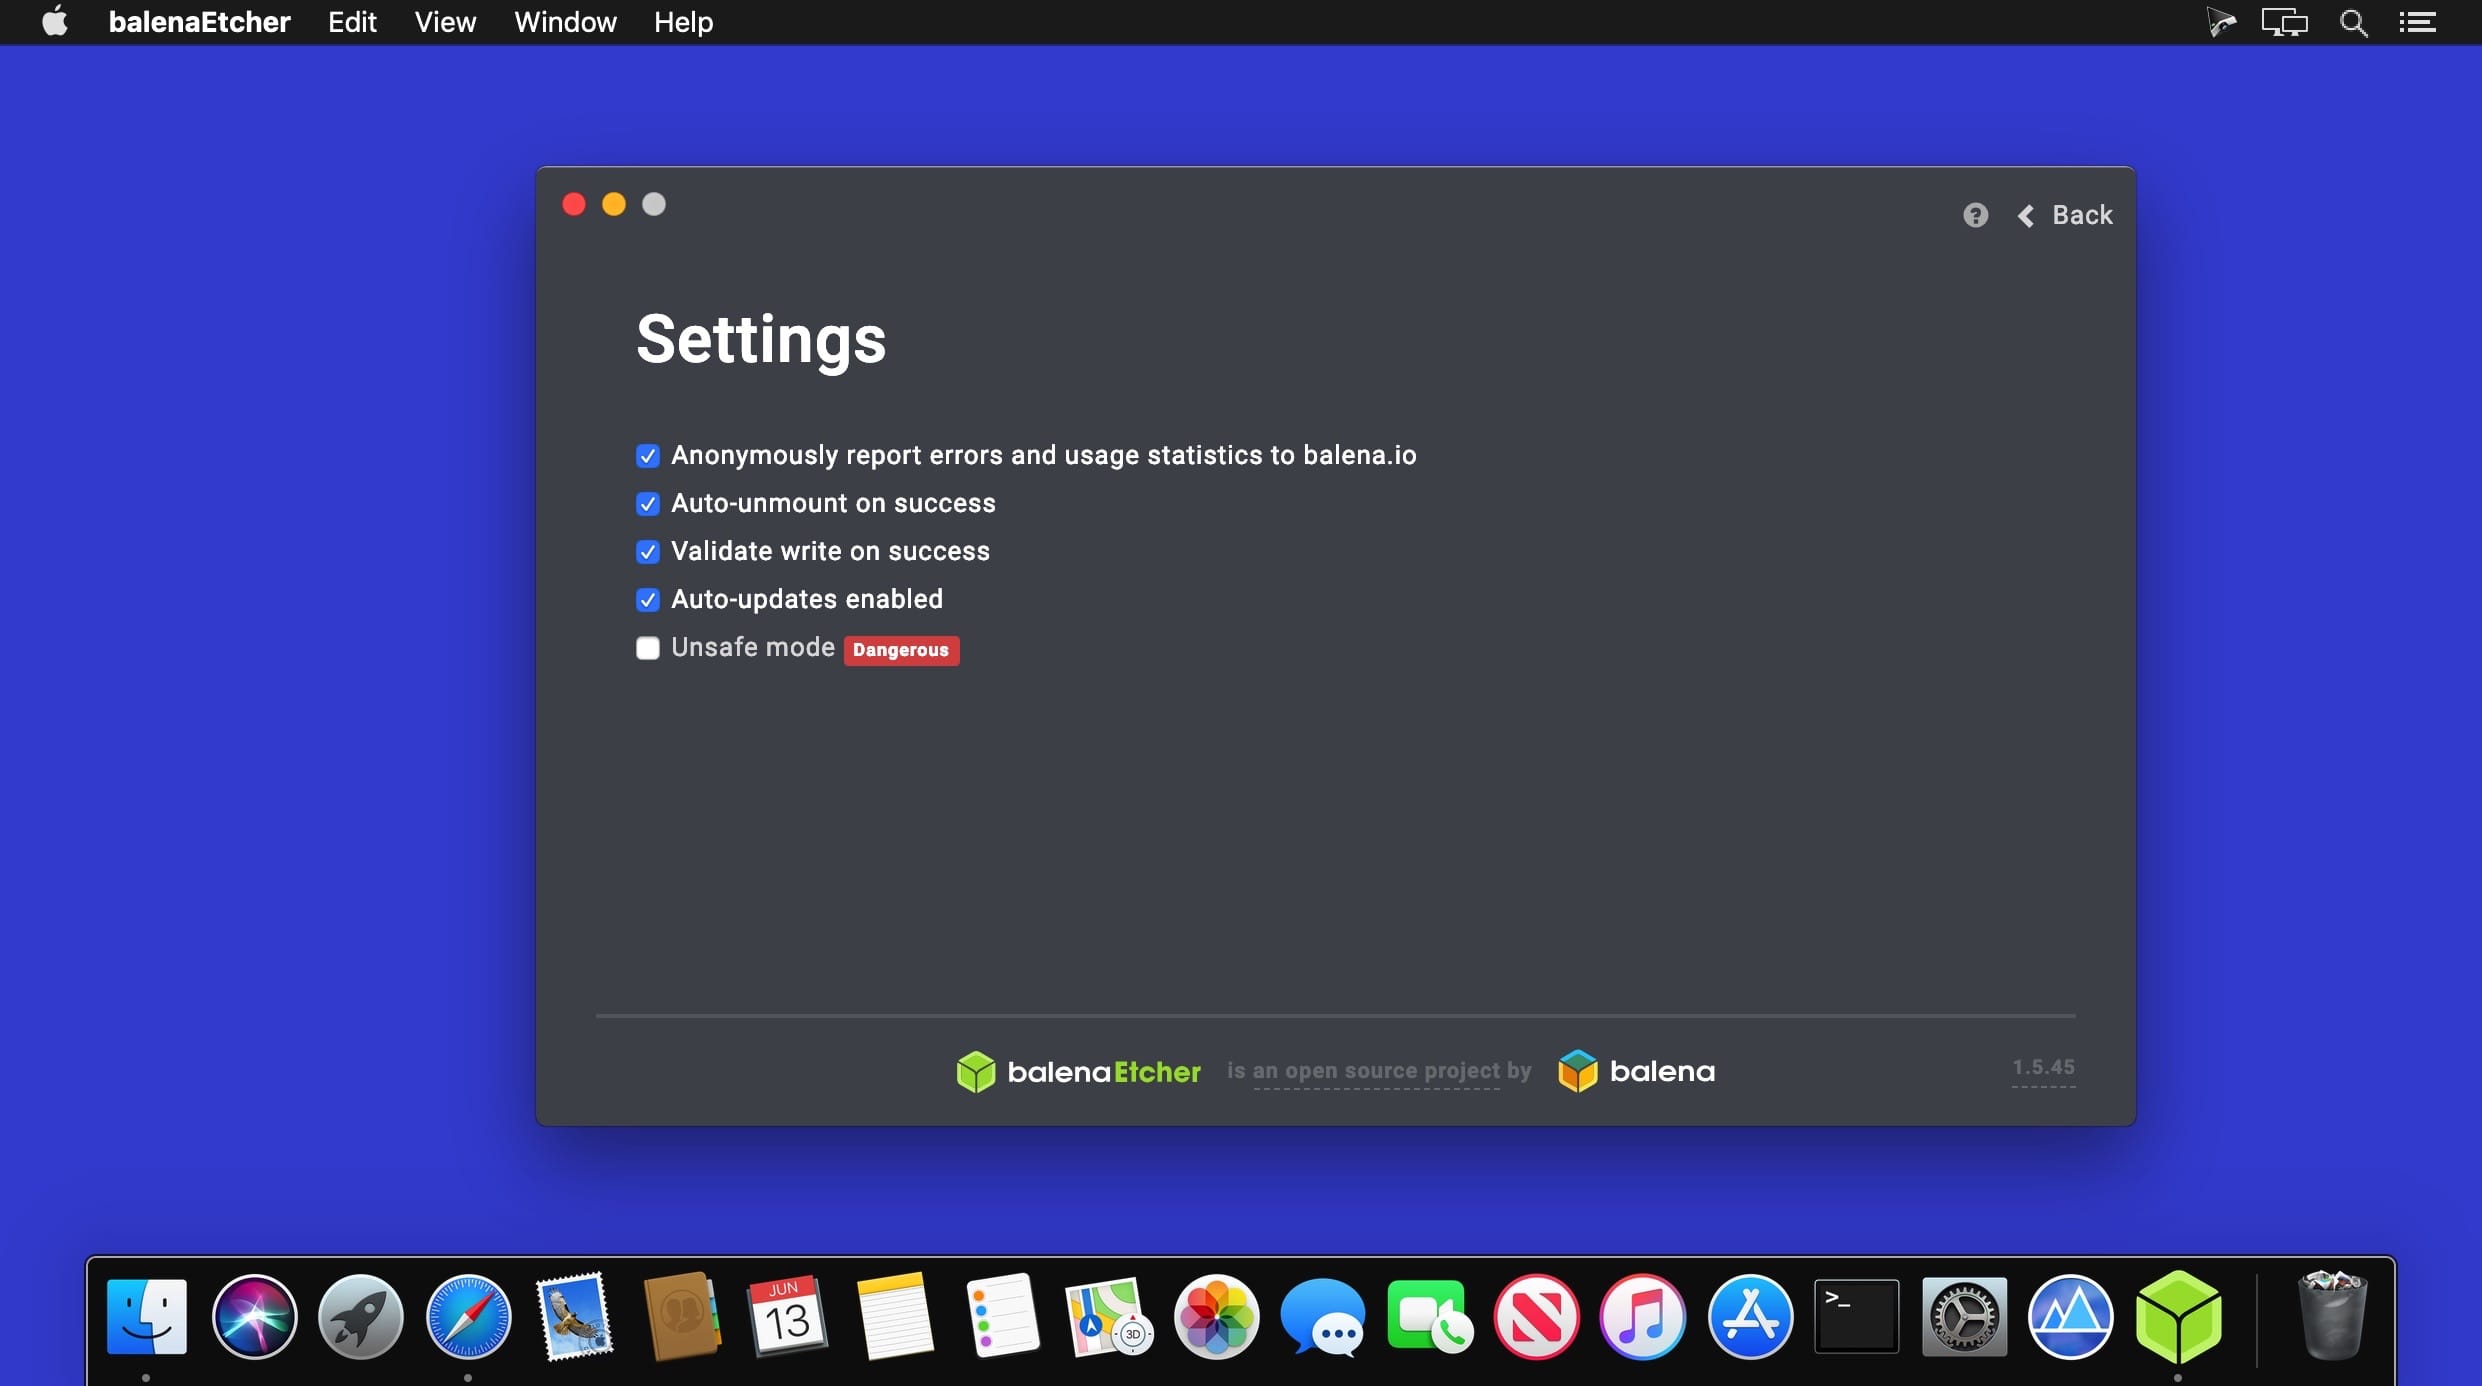 balenaEtcher Edit View Window Help
Back
Settings
Anonymously report errors and usage statistics to balena.io
Auto-unmount on success
Validate write on success
Auto-updates enabled
Unsafe mode Dangerous
balenaEtcher is an open source project by balena 1.5.45
JUN
13
3D
>_